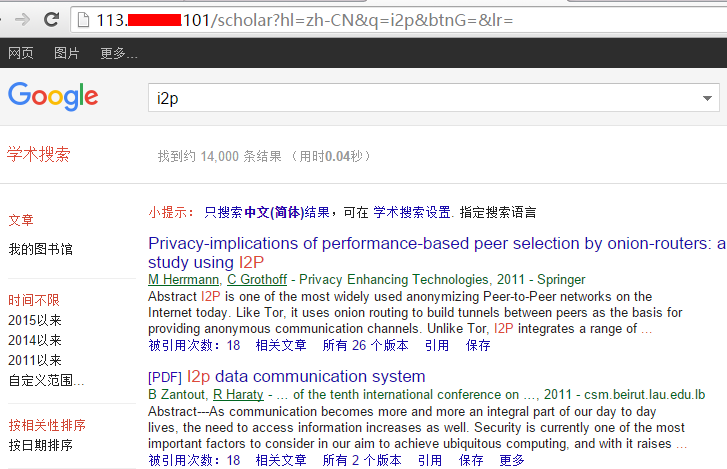 113. 101/scholar?hl=zh-CN&q=i2p&btnG=&lr=
网页 图片 更多...
Google
i2p
学术搜索 找到约 14,000 条结果 （用时0.04秒）
小提示： 只搜索中文(简体)结果，可在 学术搜索设置. 指定搜索语言
文章
我的图书馆
时间不限
2015以来
2014以来
2011以来
自定义范围...
按相关性排序
按日期排序
Privacy-implications of performance-based peer selection by onion-routers: a
study using I2P
M Herrmann, C Grothoff - Privacy Enhancing Technologies, 2011 - Springer
Abstract I2P is one of the most widely used anonymizing Peer-to-Peer networks on the
Internet today. Like Tor, it uses onion routing to build tunnels between peers as the basis for
providing anonymous communication channels. Unlike Tor, I2P integrates a range of ...
被引用次数：18 相关文章 所有 26 个版本 引用 保存
[PDF] I2p data communication system
B Zantout, R Haraty - ... of the tenth international conference on ..., 2011 - csm.beirut.lau.edu.lb
Abstract---As communication becomes more and more an integral part of our day to day
lives, the need to access information increases as well. Security is currently one of the most
important factors to consider in our aim to achieve ubiquitous computing, and with it raises ...
被引用次数：18 相关文章 所有 2 个版本 引用 保存 更多